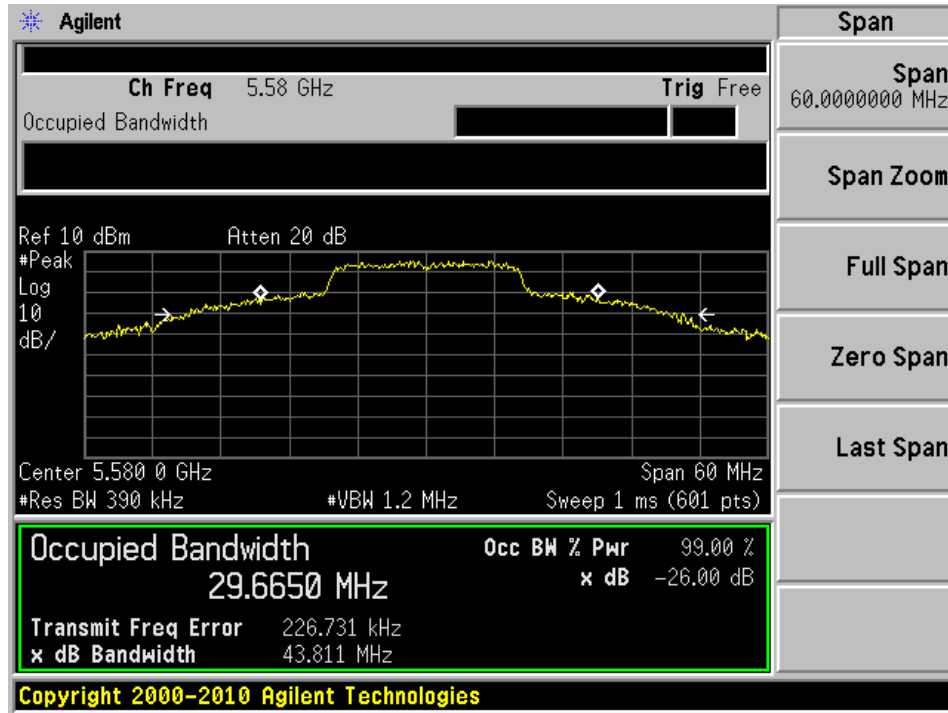 Agilent
Span
Ch Freq 5.58 GHz Trig Free
Occupied Bandwidth
Span
60.0000000 MHz
Span Zoom
Full Span
Zero Span
Last Span
Ref 10 dBm Atten 20 dB
#Peak
Log
10
dB/
Center 5.580 0 GHz Span 60 MHz
#Res BW 390 kHz #VBW 1.2 MHz Sweep 1 ms (601 pts)
Occupied Bandwidth
29.6650 MHz
Occ BW % Pwr 99.00 %
x dB -26.00 dB
Transmit Freq Error 226.731 kHz
x dB Bandwidth 43.811 MHz
Copyright 2000-2010 Agilent Technologies